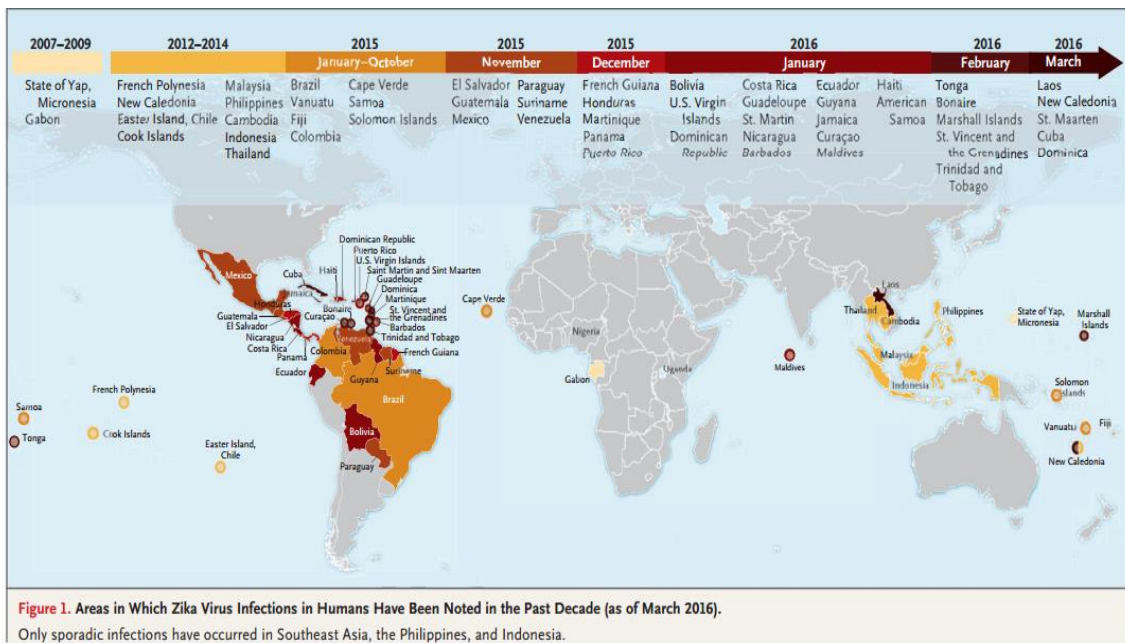 2007–2009
2012–2014
2015
2015
2015
2016
2016
2016
January–October
November
December
January
February
March
State of Yap,
Micronesia
Gabon
French Polynesia
New Caledonia
Easter Island, Chile
Cook Islands
Malaysia
Philippines
Cambodia
Indonesia
Thailand
Brazil
Vanuatu
Fiji
Colombia
Cape Verde
Samoa
Solomon Islands
El Salvador
Guatemala
Mexico
Paraguay
Suriname
Venezuela
French Guiana
Honduras
Martinique
Panama
Puerto Rico
Bolivia
U.S. Virgin
Islands
Dominican
Republic
Costa Rica
Guadeloupe
St. Martin
Nicaragua
Barbados
Ecuador
Guyana
Jamaica
Curaçao
Maldives
Haiti
American
Samoa
Tonga
Bonaire
Marshall Islands
St. Vincent and
the Grenadines
Trinidad and
Tobago
Laos
New Caledonia
St. Maarten
Cuba
Dominica
Dominican Republic
Puerto Rico
U.S. Virgin Islands
Saint Martin and Sint Maarten
Guadeloupe
Dominica
Martinique
St. Vincent and
the Grenadines
Barbados
Trinidad and Tobago
French Guiana
Suriname
Guyana
Cuba
Haiti
Jamaica
Mexico
Honduras
Bonaire
Curaçao
Guatemala
El Salvador
Nicaragua
Costa Rica
Panama
Venezuela
Colombia
Ecuador
Brazil
Bolivia
Paraguay
French Polynesia
Samoa
Tonga
Cook Islands
Easter Island,
Chile
Cape Verde
Nigeria
Gabon
Uganda
Maldives
Laos
Thailand
Cambodia
Philippines
Malaysia
Indonesia
State of Yap,
Micronesia
Marshall
Islands
Solomon
Islands
Vanuatu
Fiji
New Caledonia
Figure 1. Areas in Which Zika Virus Infections in Humans Have Been Noted in the Past Decade (as of March 2016).
Only sporadic infections have occurred in Southeast Asia, the Philippines, and Indonesia.